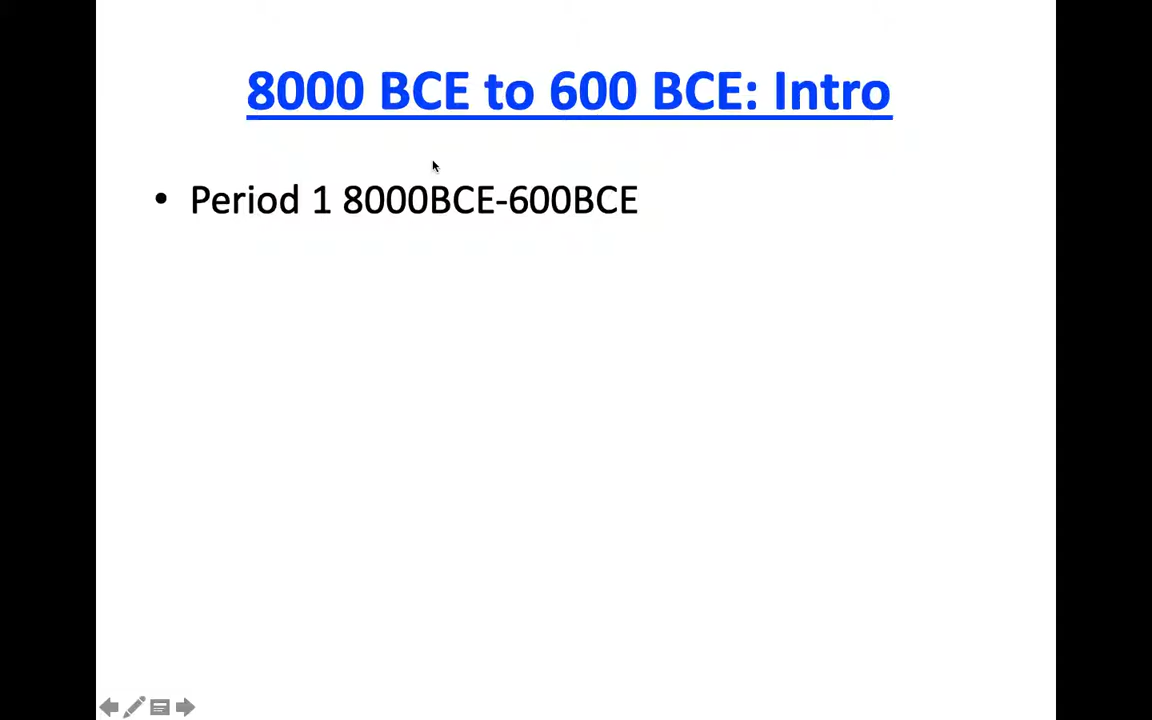 8000 BCE to 600 BCE: Intro
• Period 1 8000BCE-600BCE